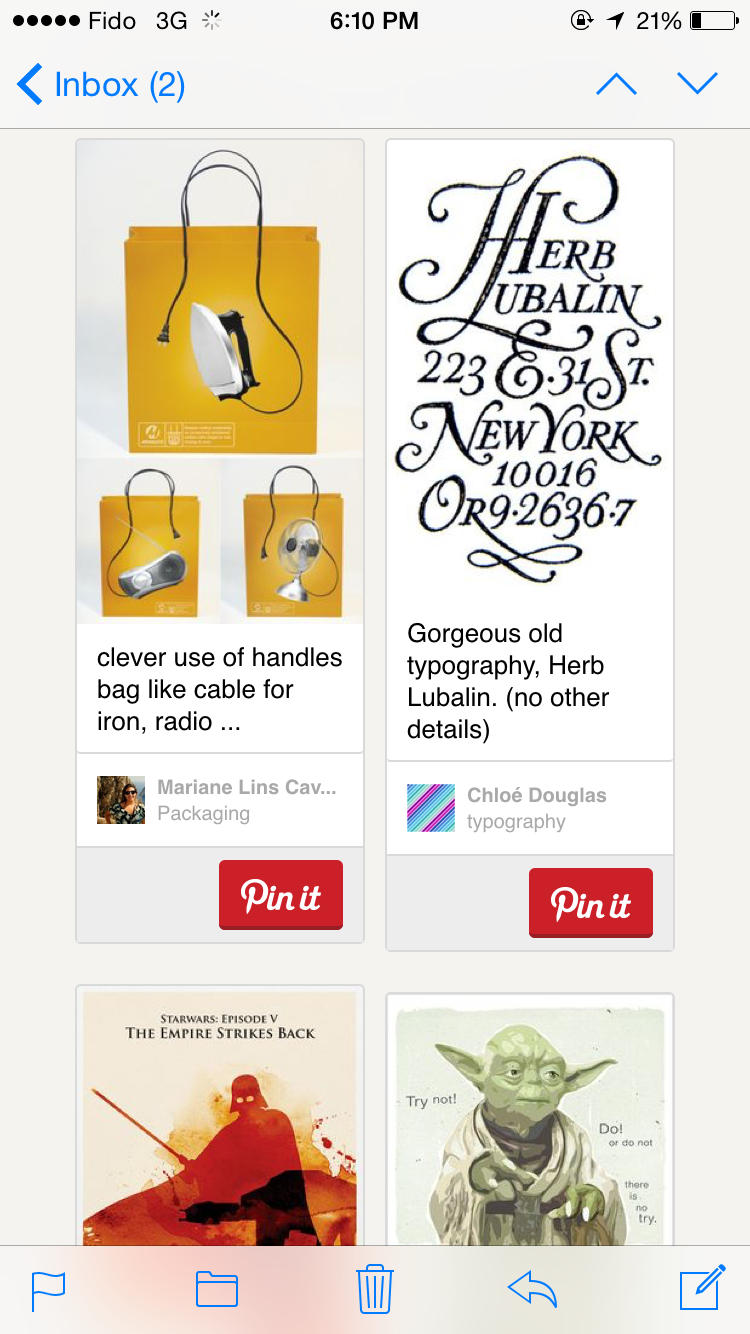 Fido 3G 6:10 PM 21%
Inbox (2)
clever use of handles
bag like cable for
iron, radio ...
Mariane Lins Cav...
Packaging
Pin it
HERB
LUBALIN
223 E. 31 ST.
NEW YORK
10016
OR9·2636·7
Gorgeous old
typography, Herb
Lubalin. (no other
details)
Chloé Douglas
typography
Pin it
STARWARS: EPISODE V
THE EMPIRE STRIKES BACK
Try not!
Do!
or do not
there
is
no
try.